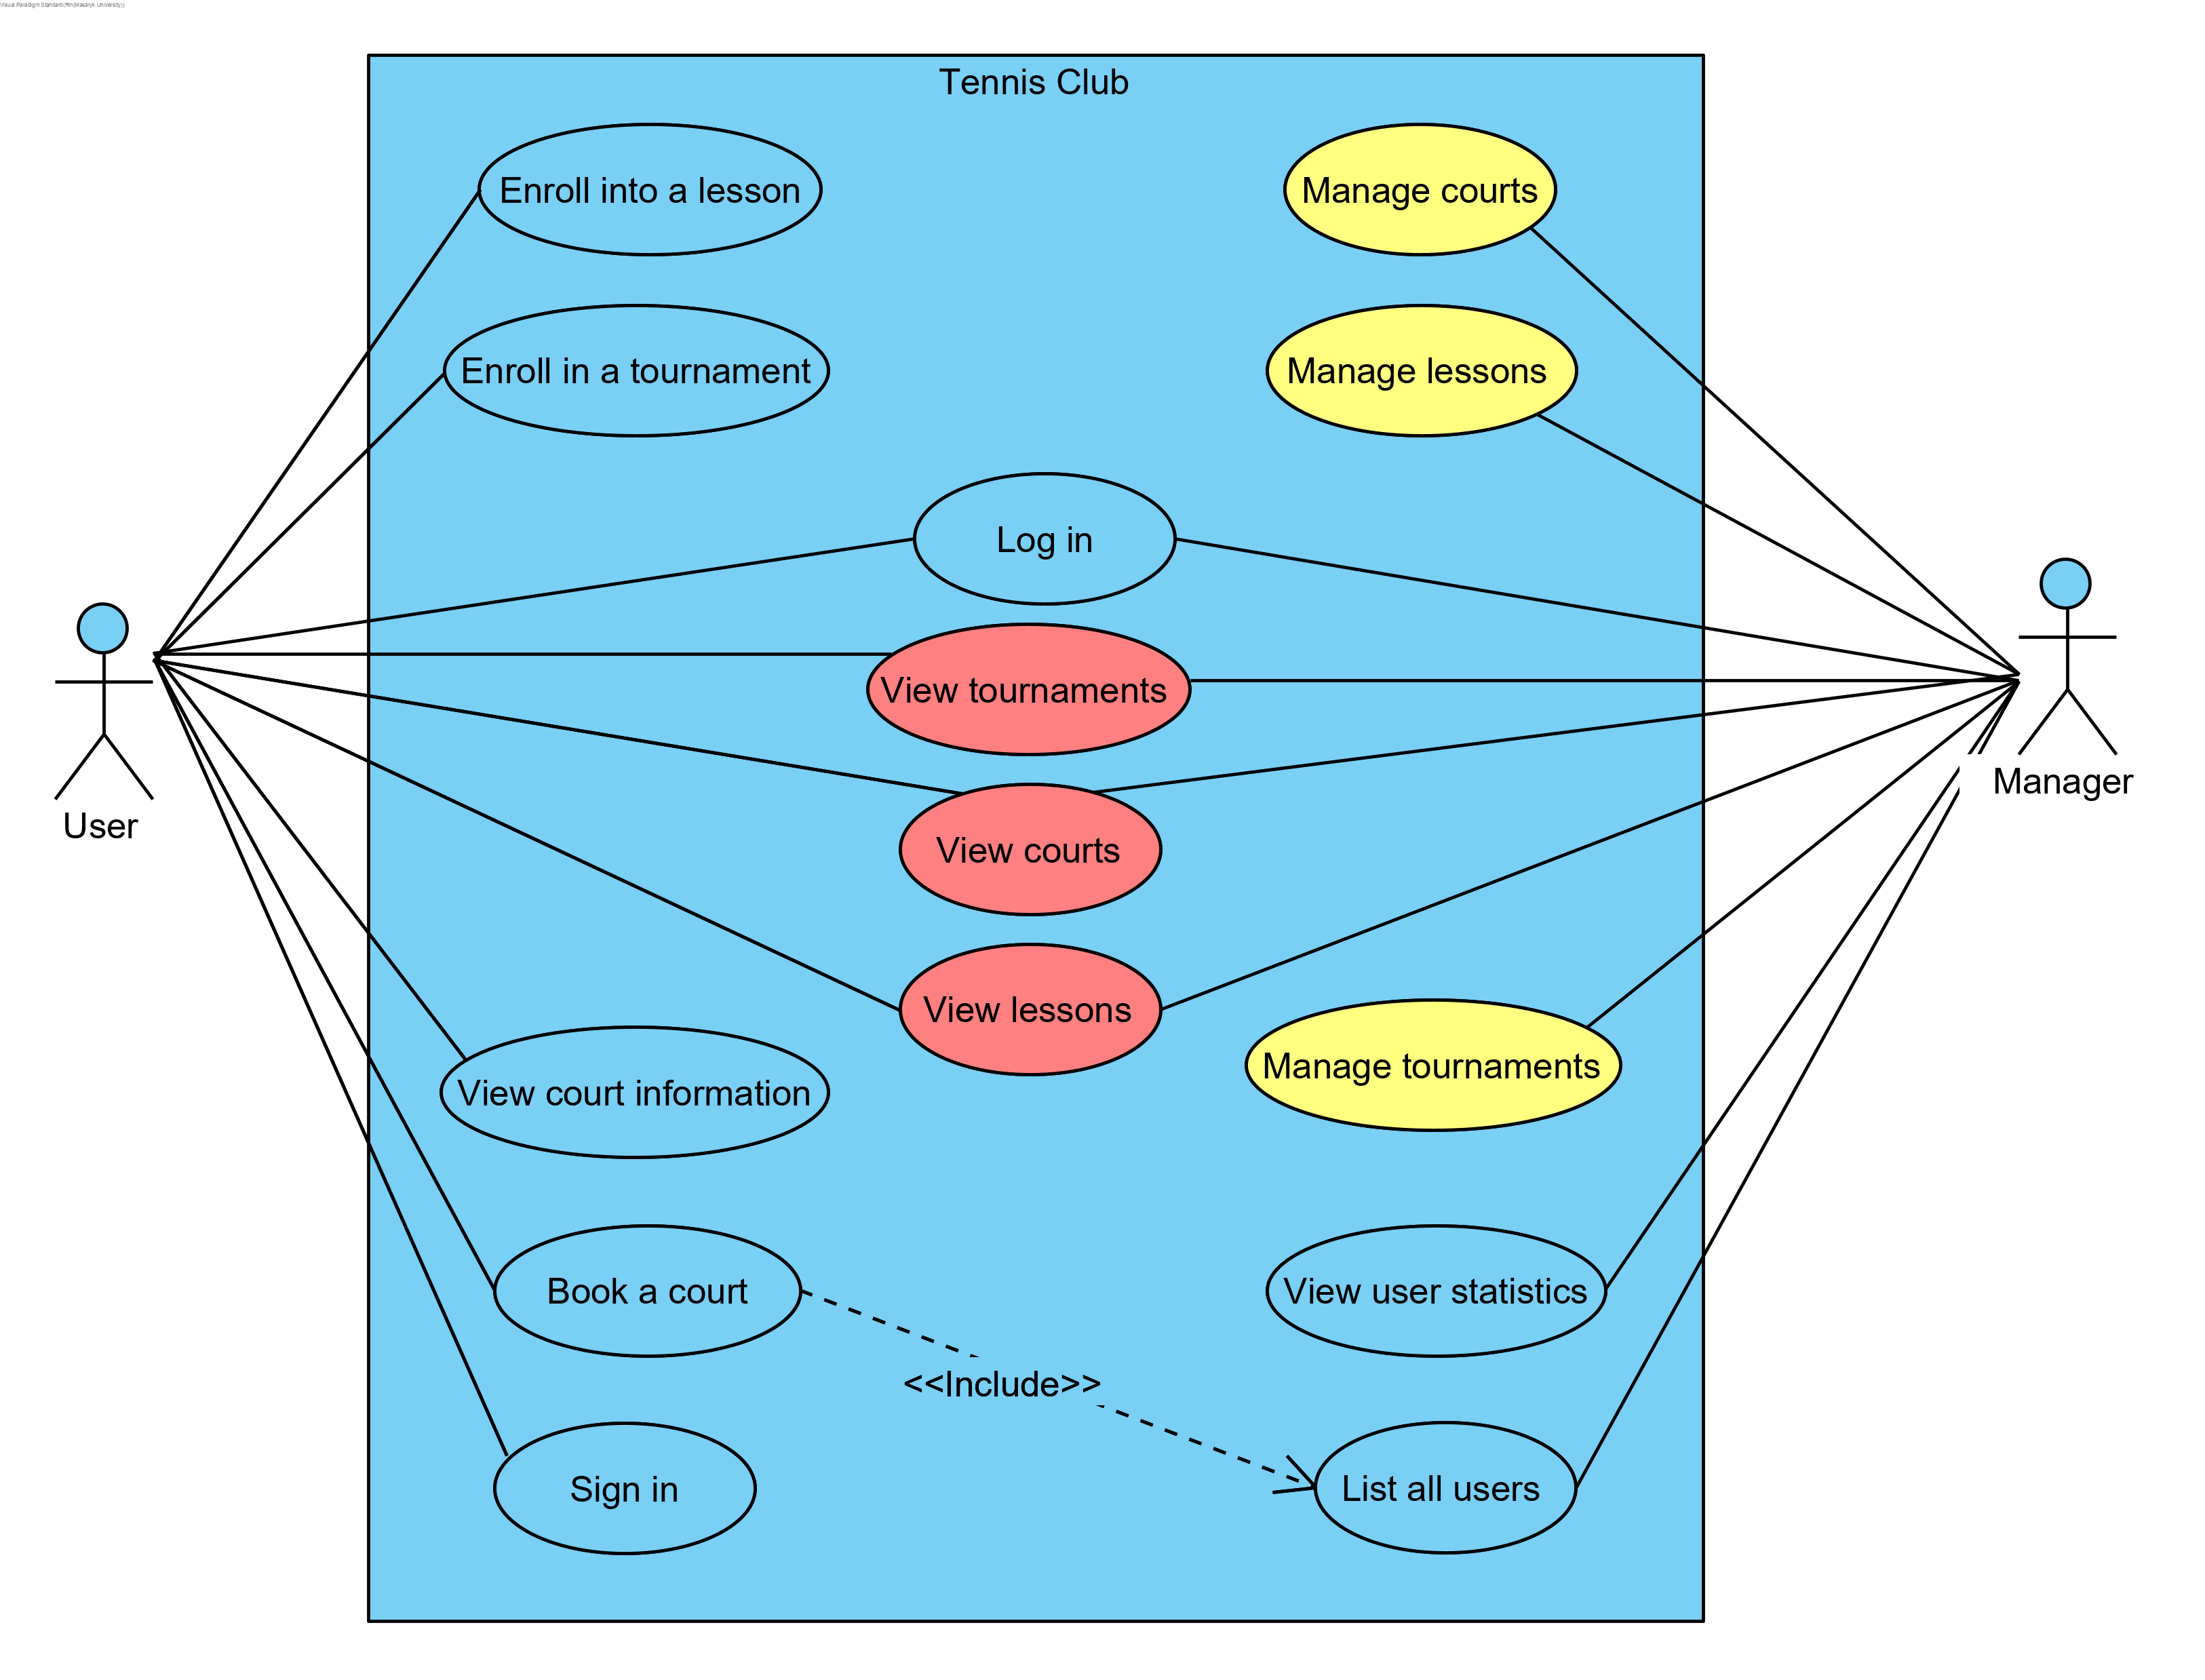 Visual Paradigm Standard(Rin(Masaryk University))
Tennis Club
Enroll into a lesson
Manage courts
Enroll in a tournament
Manage lessons
Log in
View tournaments
User
Manager
View courts
View lessons
View court information
Manage tournaments
Book a court
View user statistics
<<Include>>
Sign in
List all users